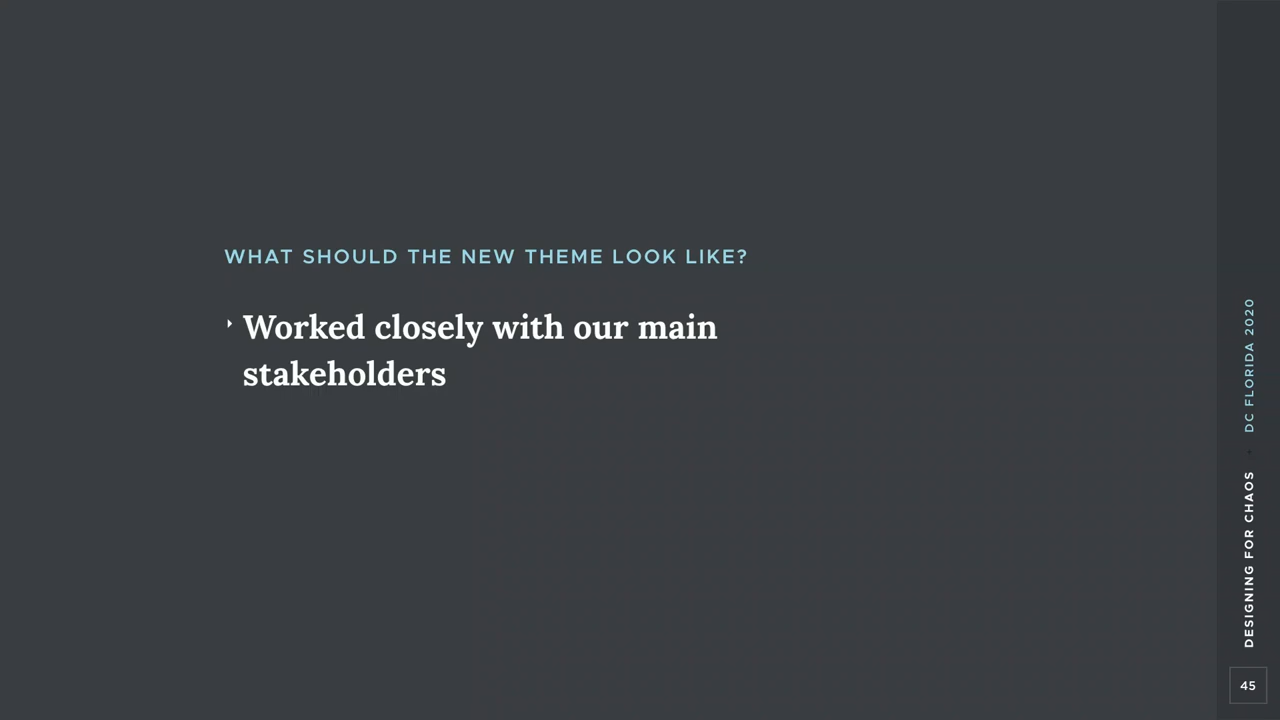 WHAT SHOULD THE NEW THEME LOOK LIKE?
Worked closely with our main
stakeholders
DESIGNING FOR CHAOS · DC FLORIDA 2020
45